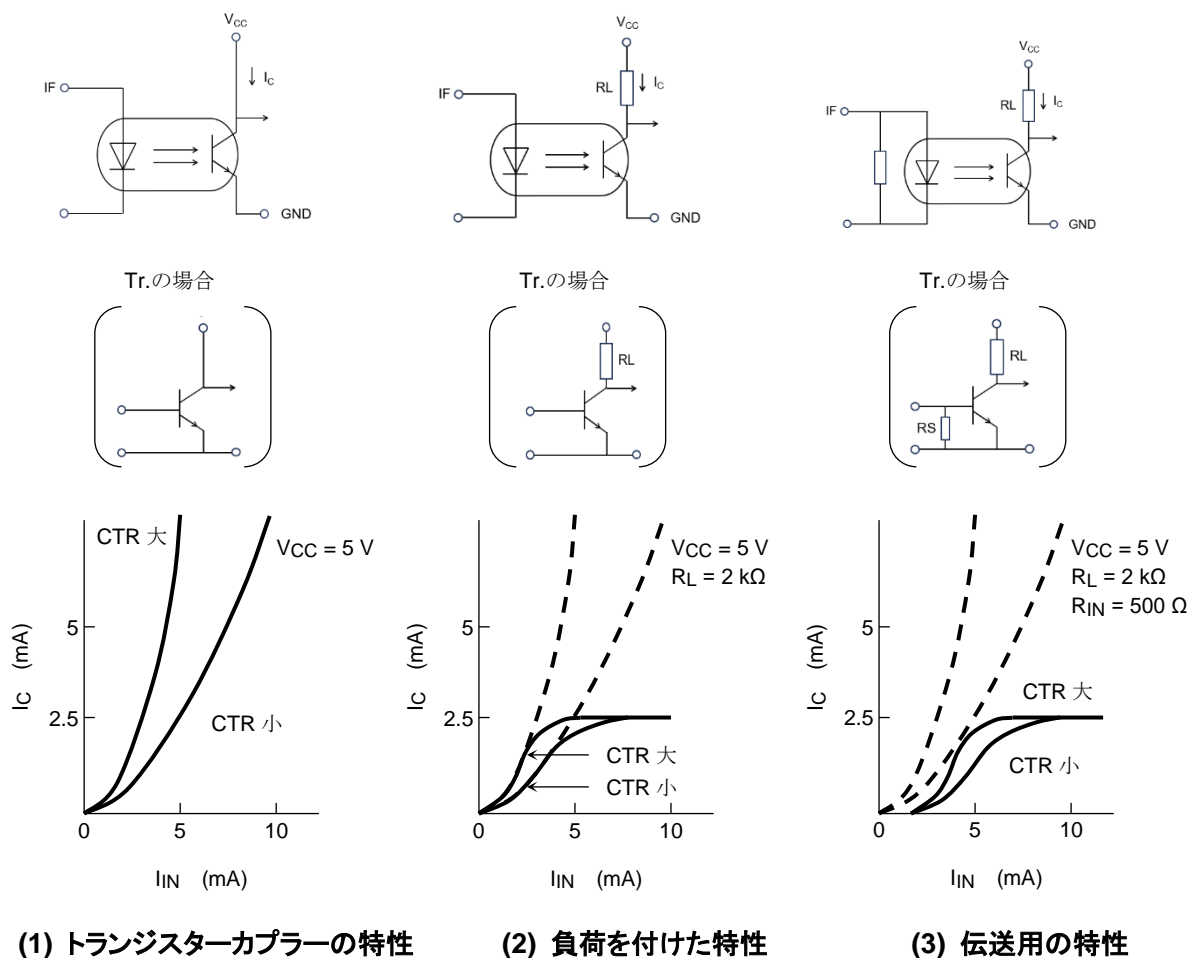 VCC
IC
IF
GND
VCC
RL
IC
IF
GND
VCC
RL
IC
IF
GND
Tr.の場合
Tr.の場合
RL
Tr.の場合
RL
RS
CTR 大
VCC = 5 V
5
2.5
CTR 小
IC (mA)
0
5
10
IIN (mA)
VCC = 5 V
RL = 2 kΩ
5
2.5
CTR 大
CTR 小
IC (mA)
0
5
10
IIN (mA)
VCC = 5 V
RL = 2 kΩ
RIN = 500 Ω
5
2.5
CTR 大
CTR 小
IC (mA)
0
5
10
IIN (mA)
(1) トランジスターカプラーの特性
(2) 負荷を付けた特性
(3) 伝送用の特性